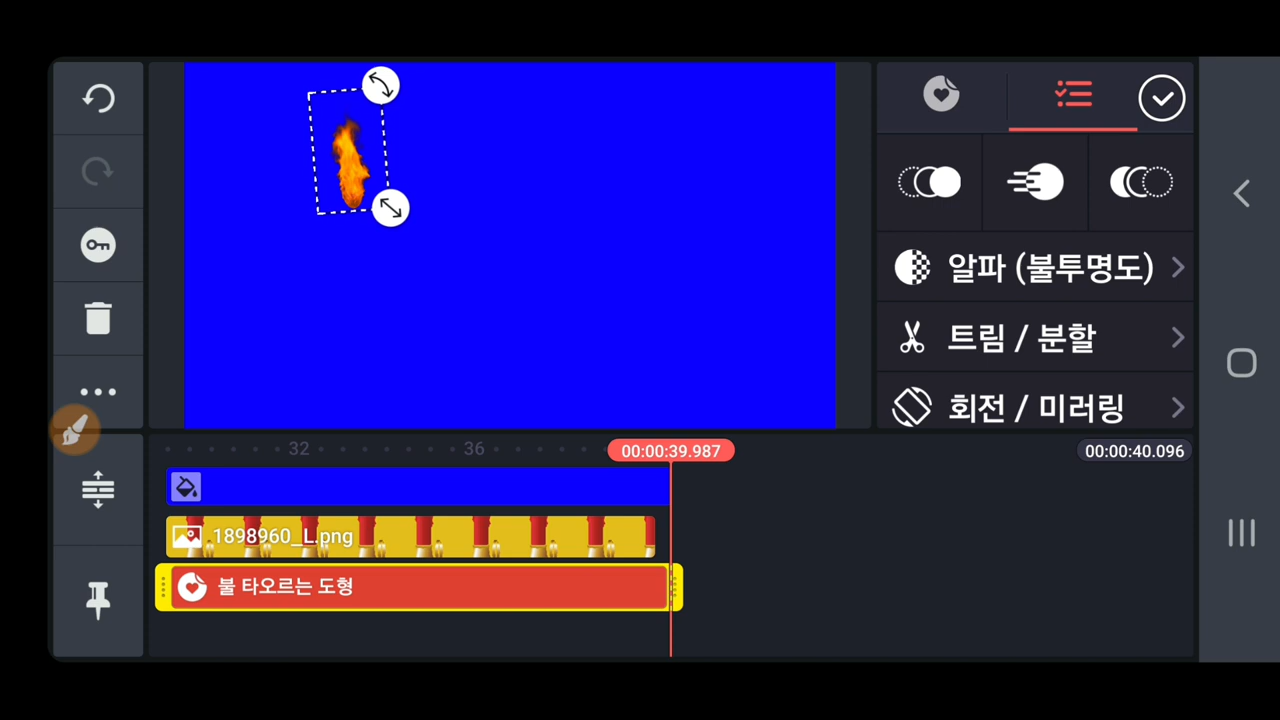 알파 (불투명도)
트림 / 분할
회전 / 미러링
32
36
00:00:39.987
00:00:40.096
1898960_L.png
불 타오르는 도형